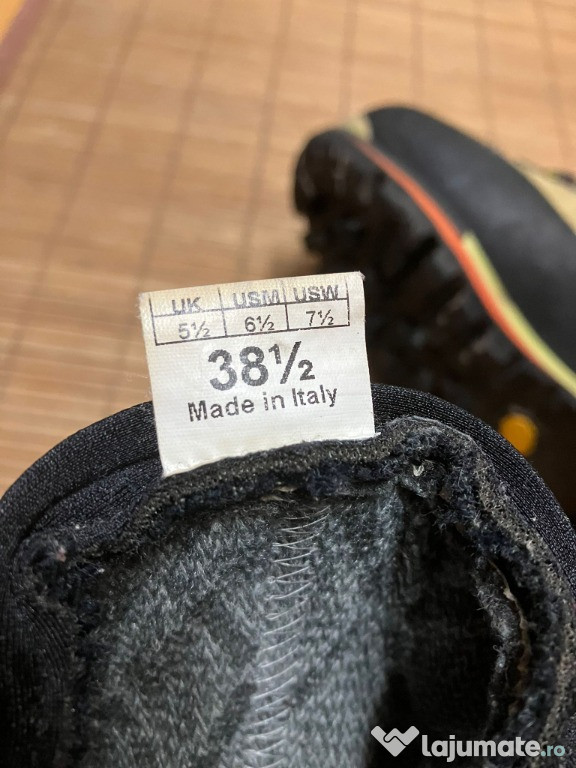 UK USM USW
5½ 6½ 7½
38½
Made in Italy
lajumate.ro